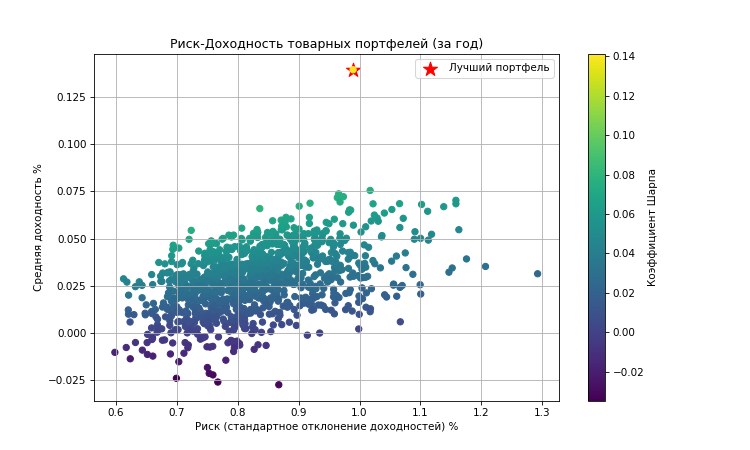 Риск-Доходность товарных портфелей (за год)
Лучший портфель
Средняя доходность %
0.125
0.100
0.075
0.050
0.025
0.000
−0.025
0.6 0.7 0.8 0.9 1.0 1.1 1.2 1.3
Риск (стандартное отклонение доходностей) %
0.14
0.12
0.10
0.08
0.06
0.04
0.02
0.00
−0.02
Коэффициент Шарпа